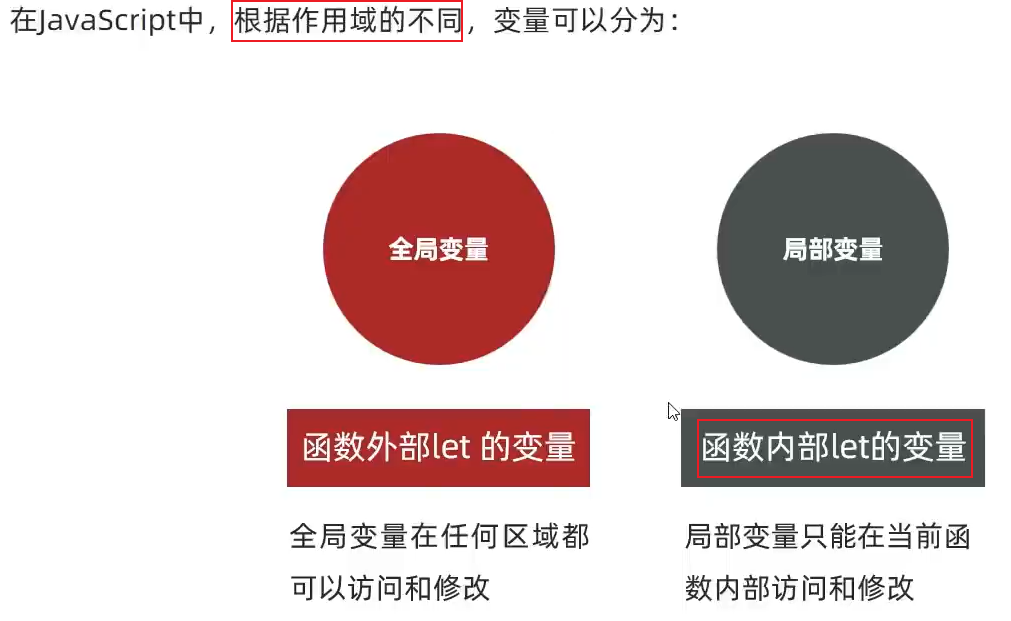 在JavaScript中，根据作用域的不同，变量可以分为：
全局变量
局部变量
函数外部let 的变量
函数内部let的变量
全局变量在任何区域都
可以访问和修改
局部变量只能在当前函
数内部访问和修改